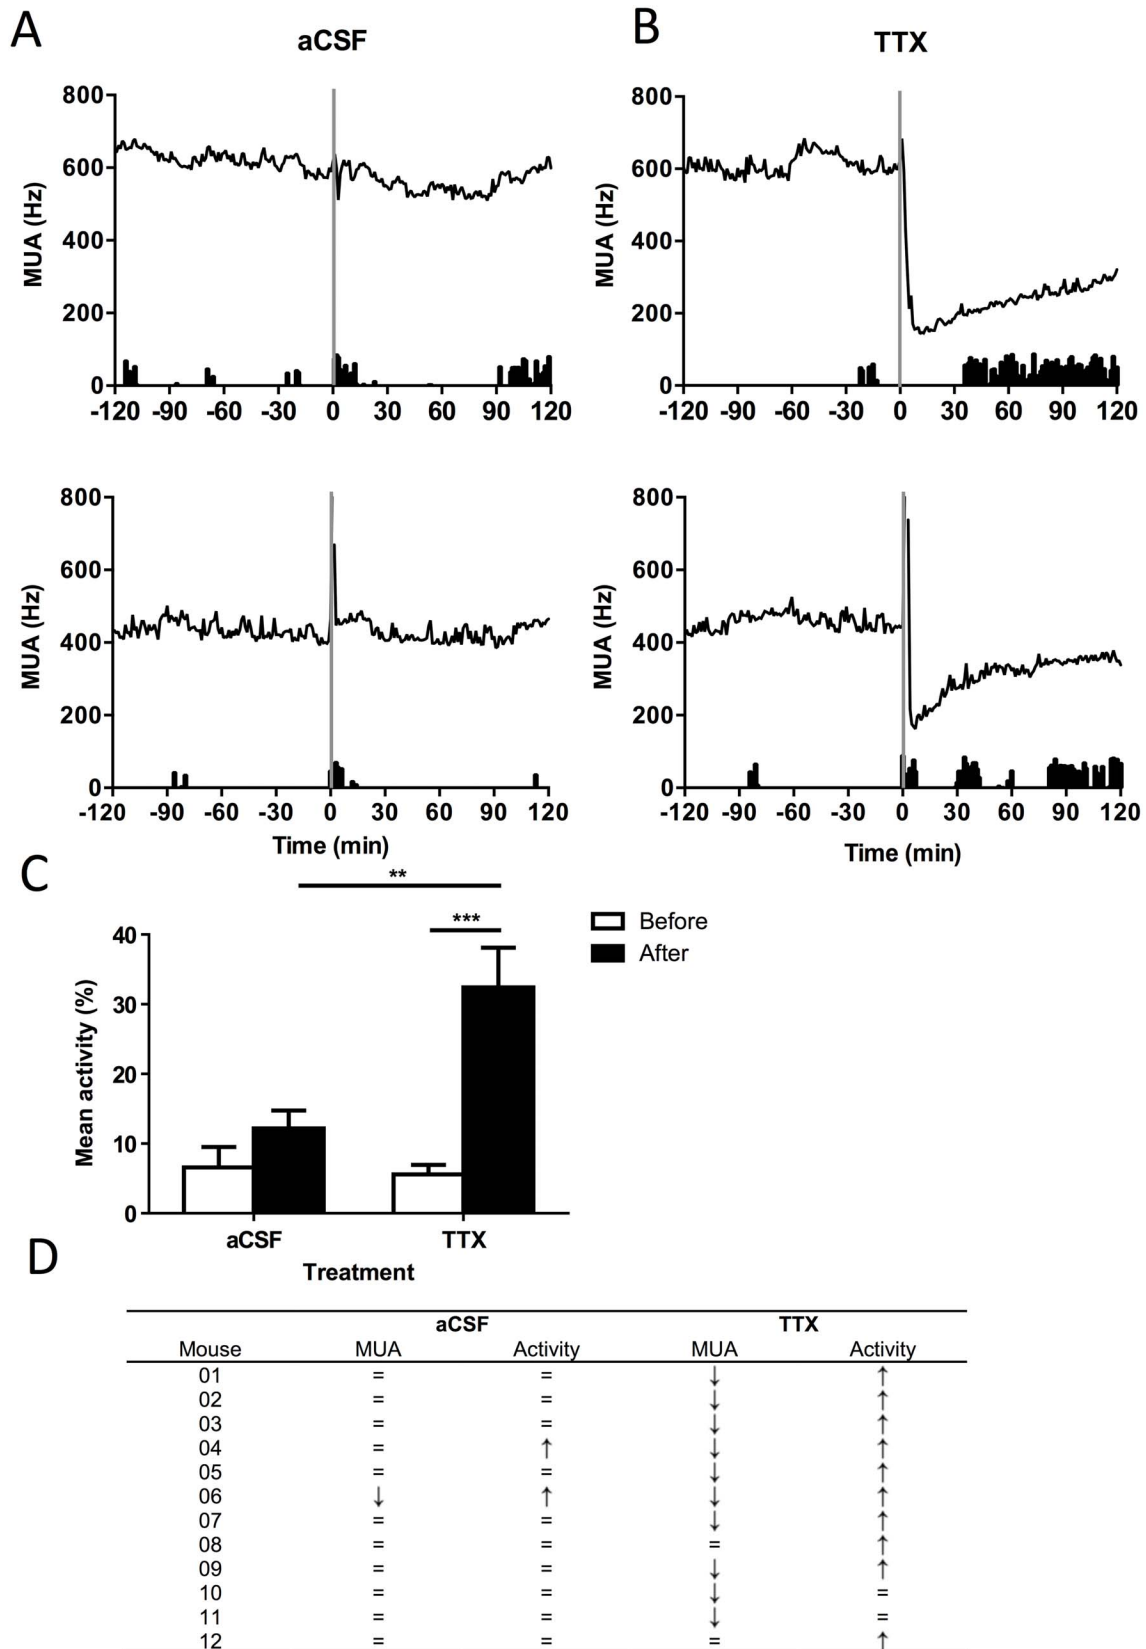 A
aCSF
B
TTX
800
600
400
200
0
MUA (Hz)
-120 -90 -60 -30 0 30 60 90 120
800
600
400
200
0
MUA (Hz)
-120 -90 -60 -30 0 30 60 90 120
800
600
400
200
0
MUA (Hz)
-120 -90 -60 -30 0 30 60 90 120
Time (min)
800
600
400
200
0
MUA (Hz)
-120 -90 -60 -30 0 30 60 90 120
Time (min)
C
**
***
Before
After
40
30
20
10
0
Mean activity (%)
aCSF TTX
Treatment
D
aCSF TTX
Mouse MUA Activity MUA Activity
01 = = ↓ ↑
02 = = ↓ ↑
03 = = ↓ ↑
04 = ↑ ↓ ↑
05 = = ↓ ↑
06 ↓ ↑ ↓ ↑
07 = = ↓ ↑
08 = = = ↑
09 = = ↓ ↑
10 = = ↓ =
11 = = ↓ =
12 = = = ↑